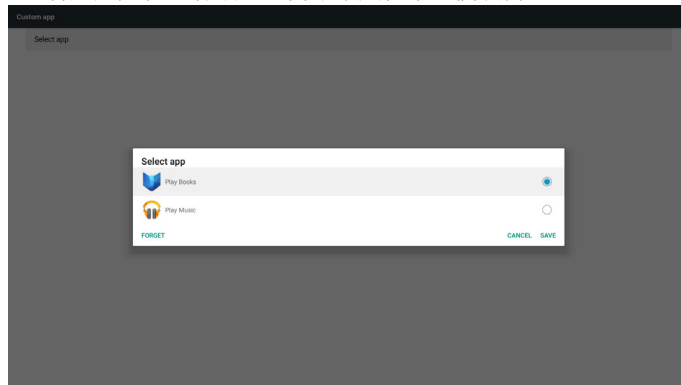 Custom app
Select app
Select app
Play Books
Play Music
FORGET
CANCEL SAVE